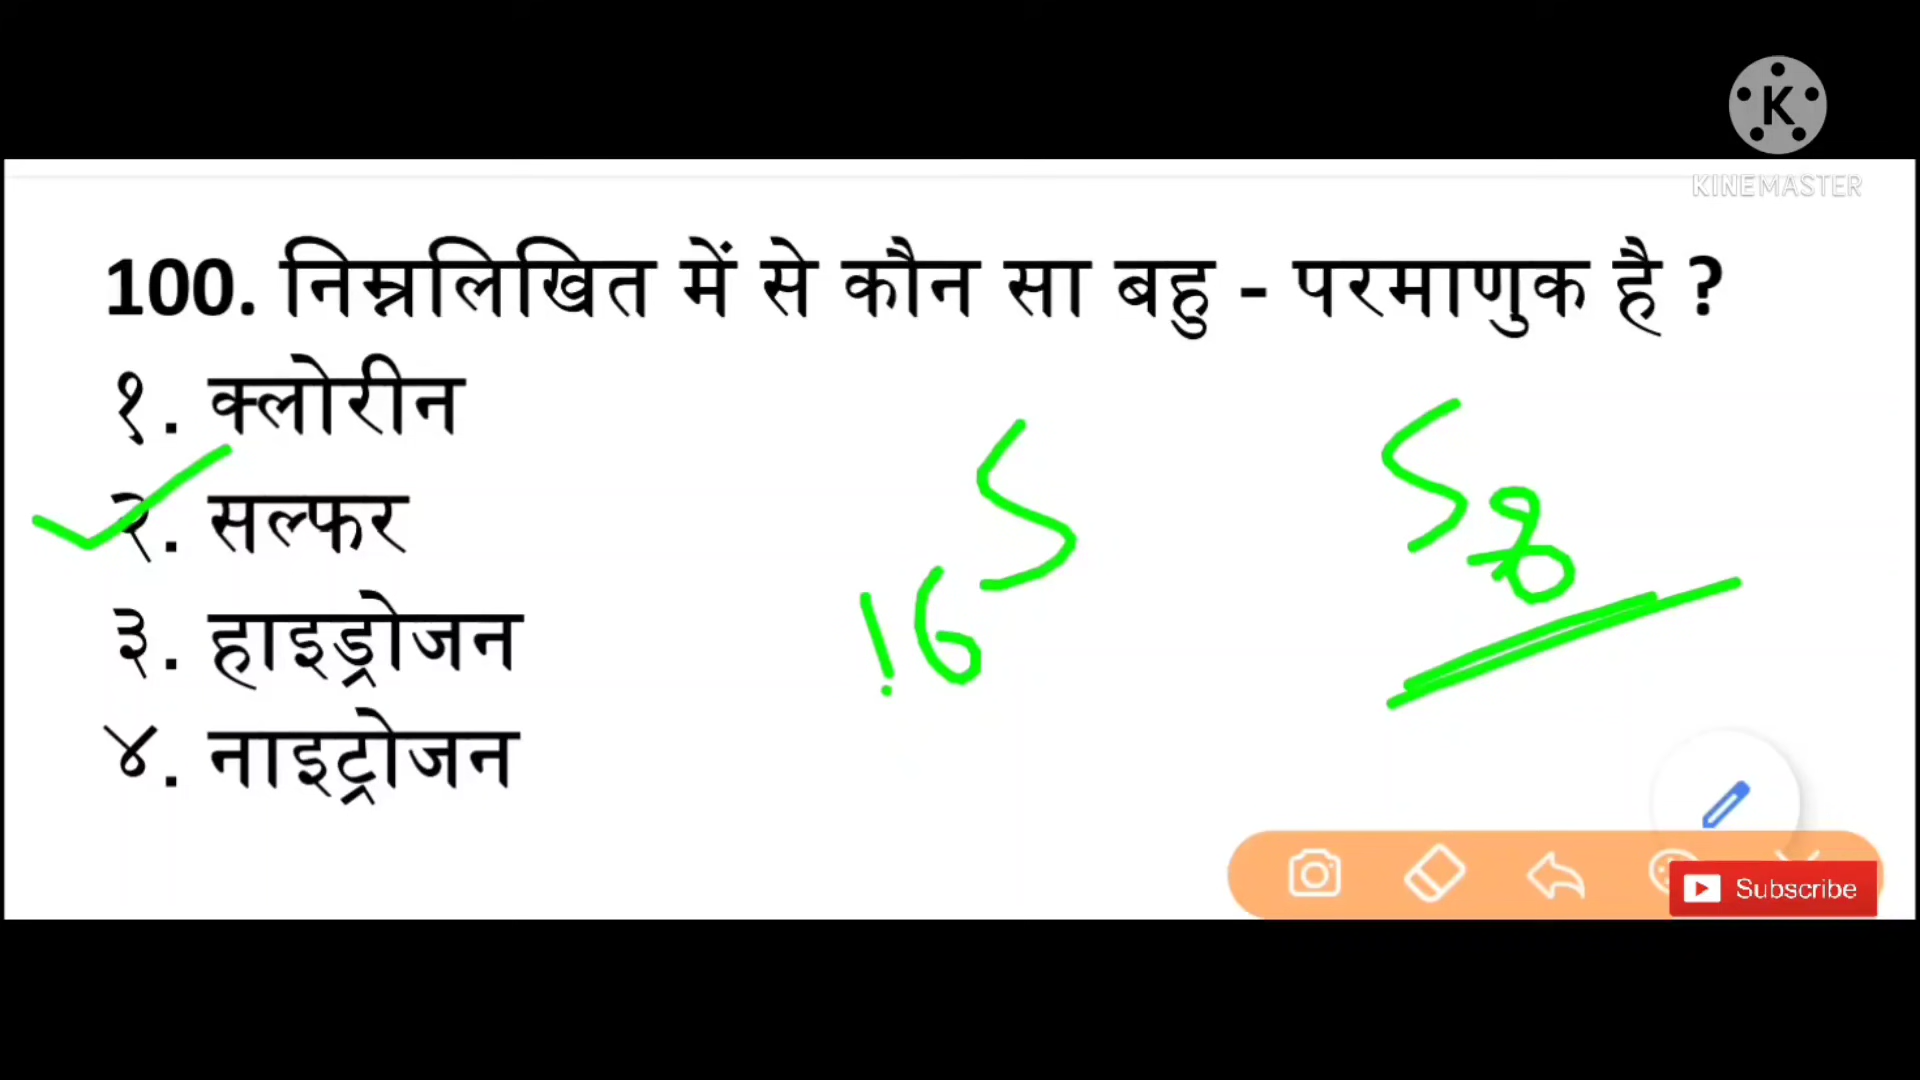 K
KINEMASTER
100. निम्नलिखित में से कौन सा बहु - परमाणुक है ?
१. क्लोरीन
२. सल्फर
३. हाइड्रोजन
४. नाइट्रोजन
16 S
S8
Subscribe